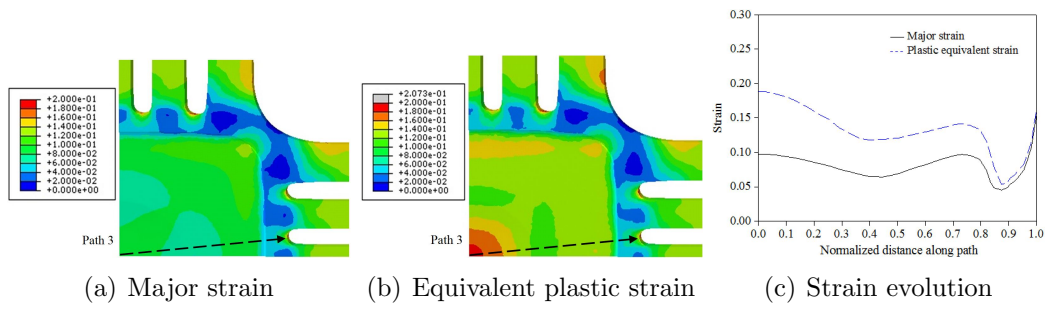 +2.000e-01
+1.800e-01
+1.600e-01
+1.400e-01
+1.200e-01
+1.000e-01
+8.000e-02
+6.000e-02
+4.000e-02
+2.000e-02
+0.000e+00
Path 3
(a) Major strain
+2.073e-01
+2.000e-01
+1.800e-01
+1.600e-01
+1.400e-01
+1.200e-01
+1.000e-01
+8.000e-02
+6.000e-02
+4.000e-02
+2.000e-02
+0.000e+00
Path 3
(b) Equivalent plastic strain
0.30
0.25
0.20
0.15
0.10
0.05
0.00
Strain
Major strain
Plastic equivalent strain
0.0 0.1 0.2 0.3 0.4 0.5 0.6 0.7 0.8 0.9 1.0
Normalized distance along path
(c) Strain evolution